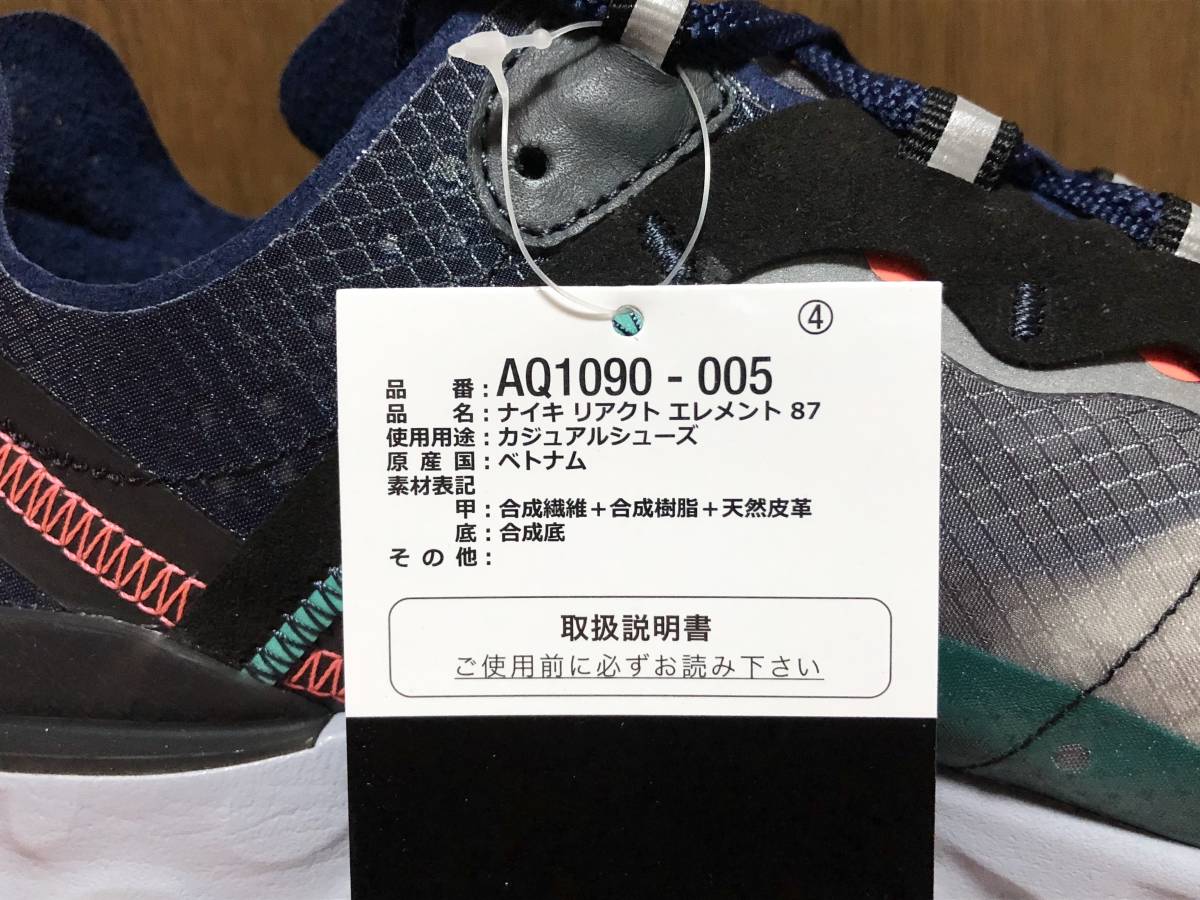 ④
品番:AQ1090 - 005
品名:ナイキ リアクト エレメント 87
使用用途:カジュアルシューズ
原産国:ベトナム
素材表記
甲:合成繊維+合成樹脂+天然皮革
底:合成底
その他:
取扱説明書
ご使用前に必ずお読み下さい